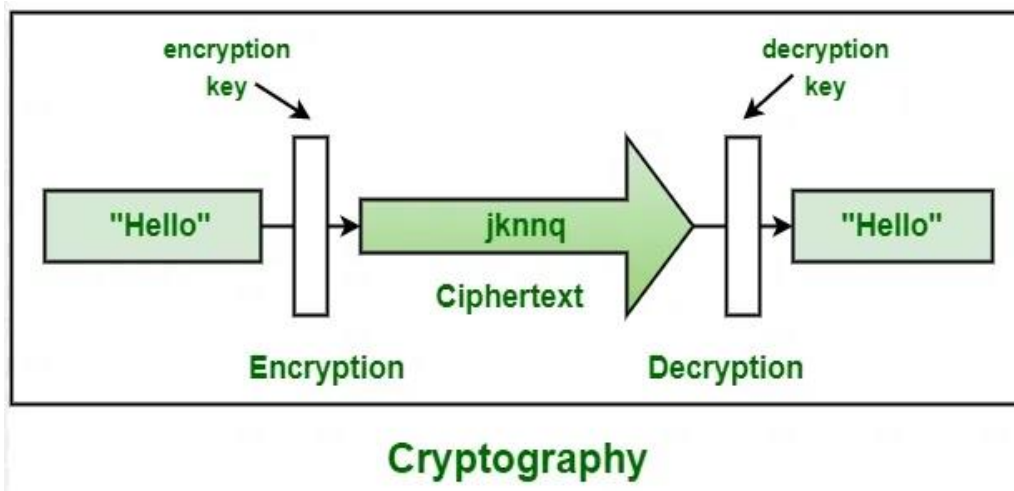 encryption
key
decryption
key
"Hello"
jknnq
"Hello"
Ciphertext
Encryption
Decryption
Cryptography